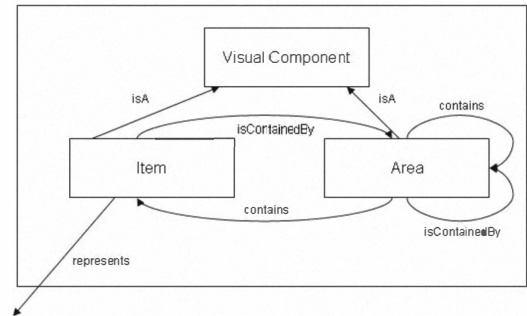 Visual Component
isA
isA
contains
isContainedBy
Item
Area
contains
isContainedBy
represents